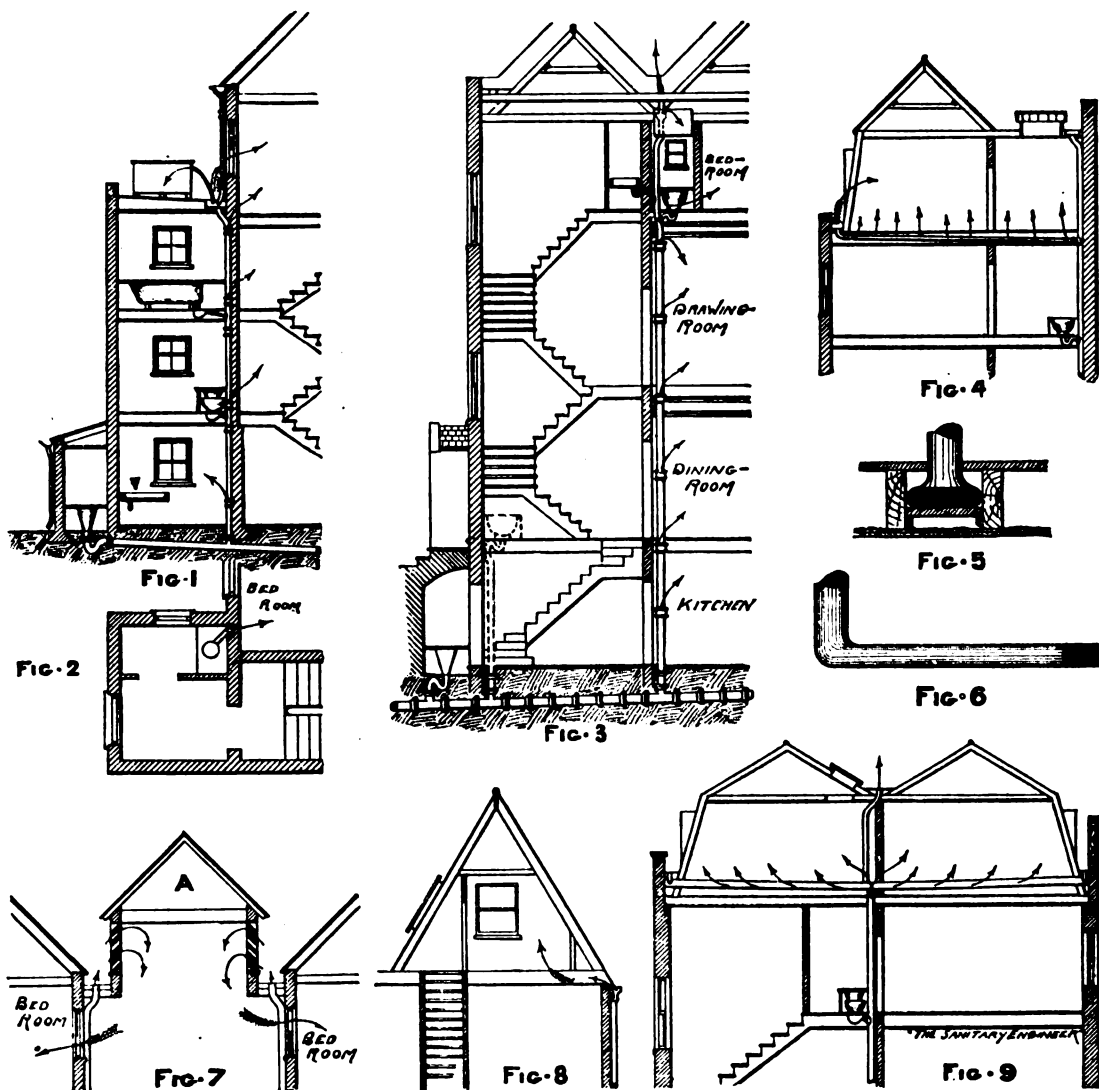 BED-
ROOM
DRAWING-
ROOM
DINING-
ROOM
KITCHEN
FIG. 1
BED
ROOM
FIG. 2
FIG. 3
FIG. 4
FIG. 5
FIG. 6
A
BED
ROOM
BED
ROOM
FIG. 7
FIG. 8
"THE SANITARY ENGINEER"
FIG. 9